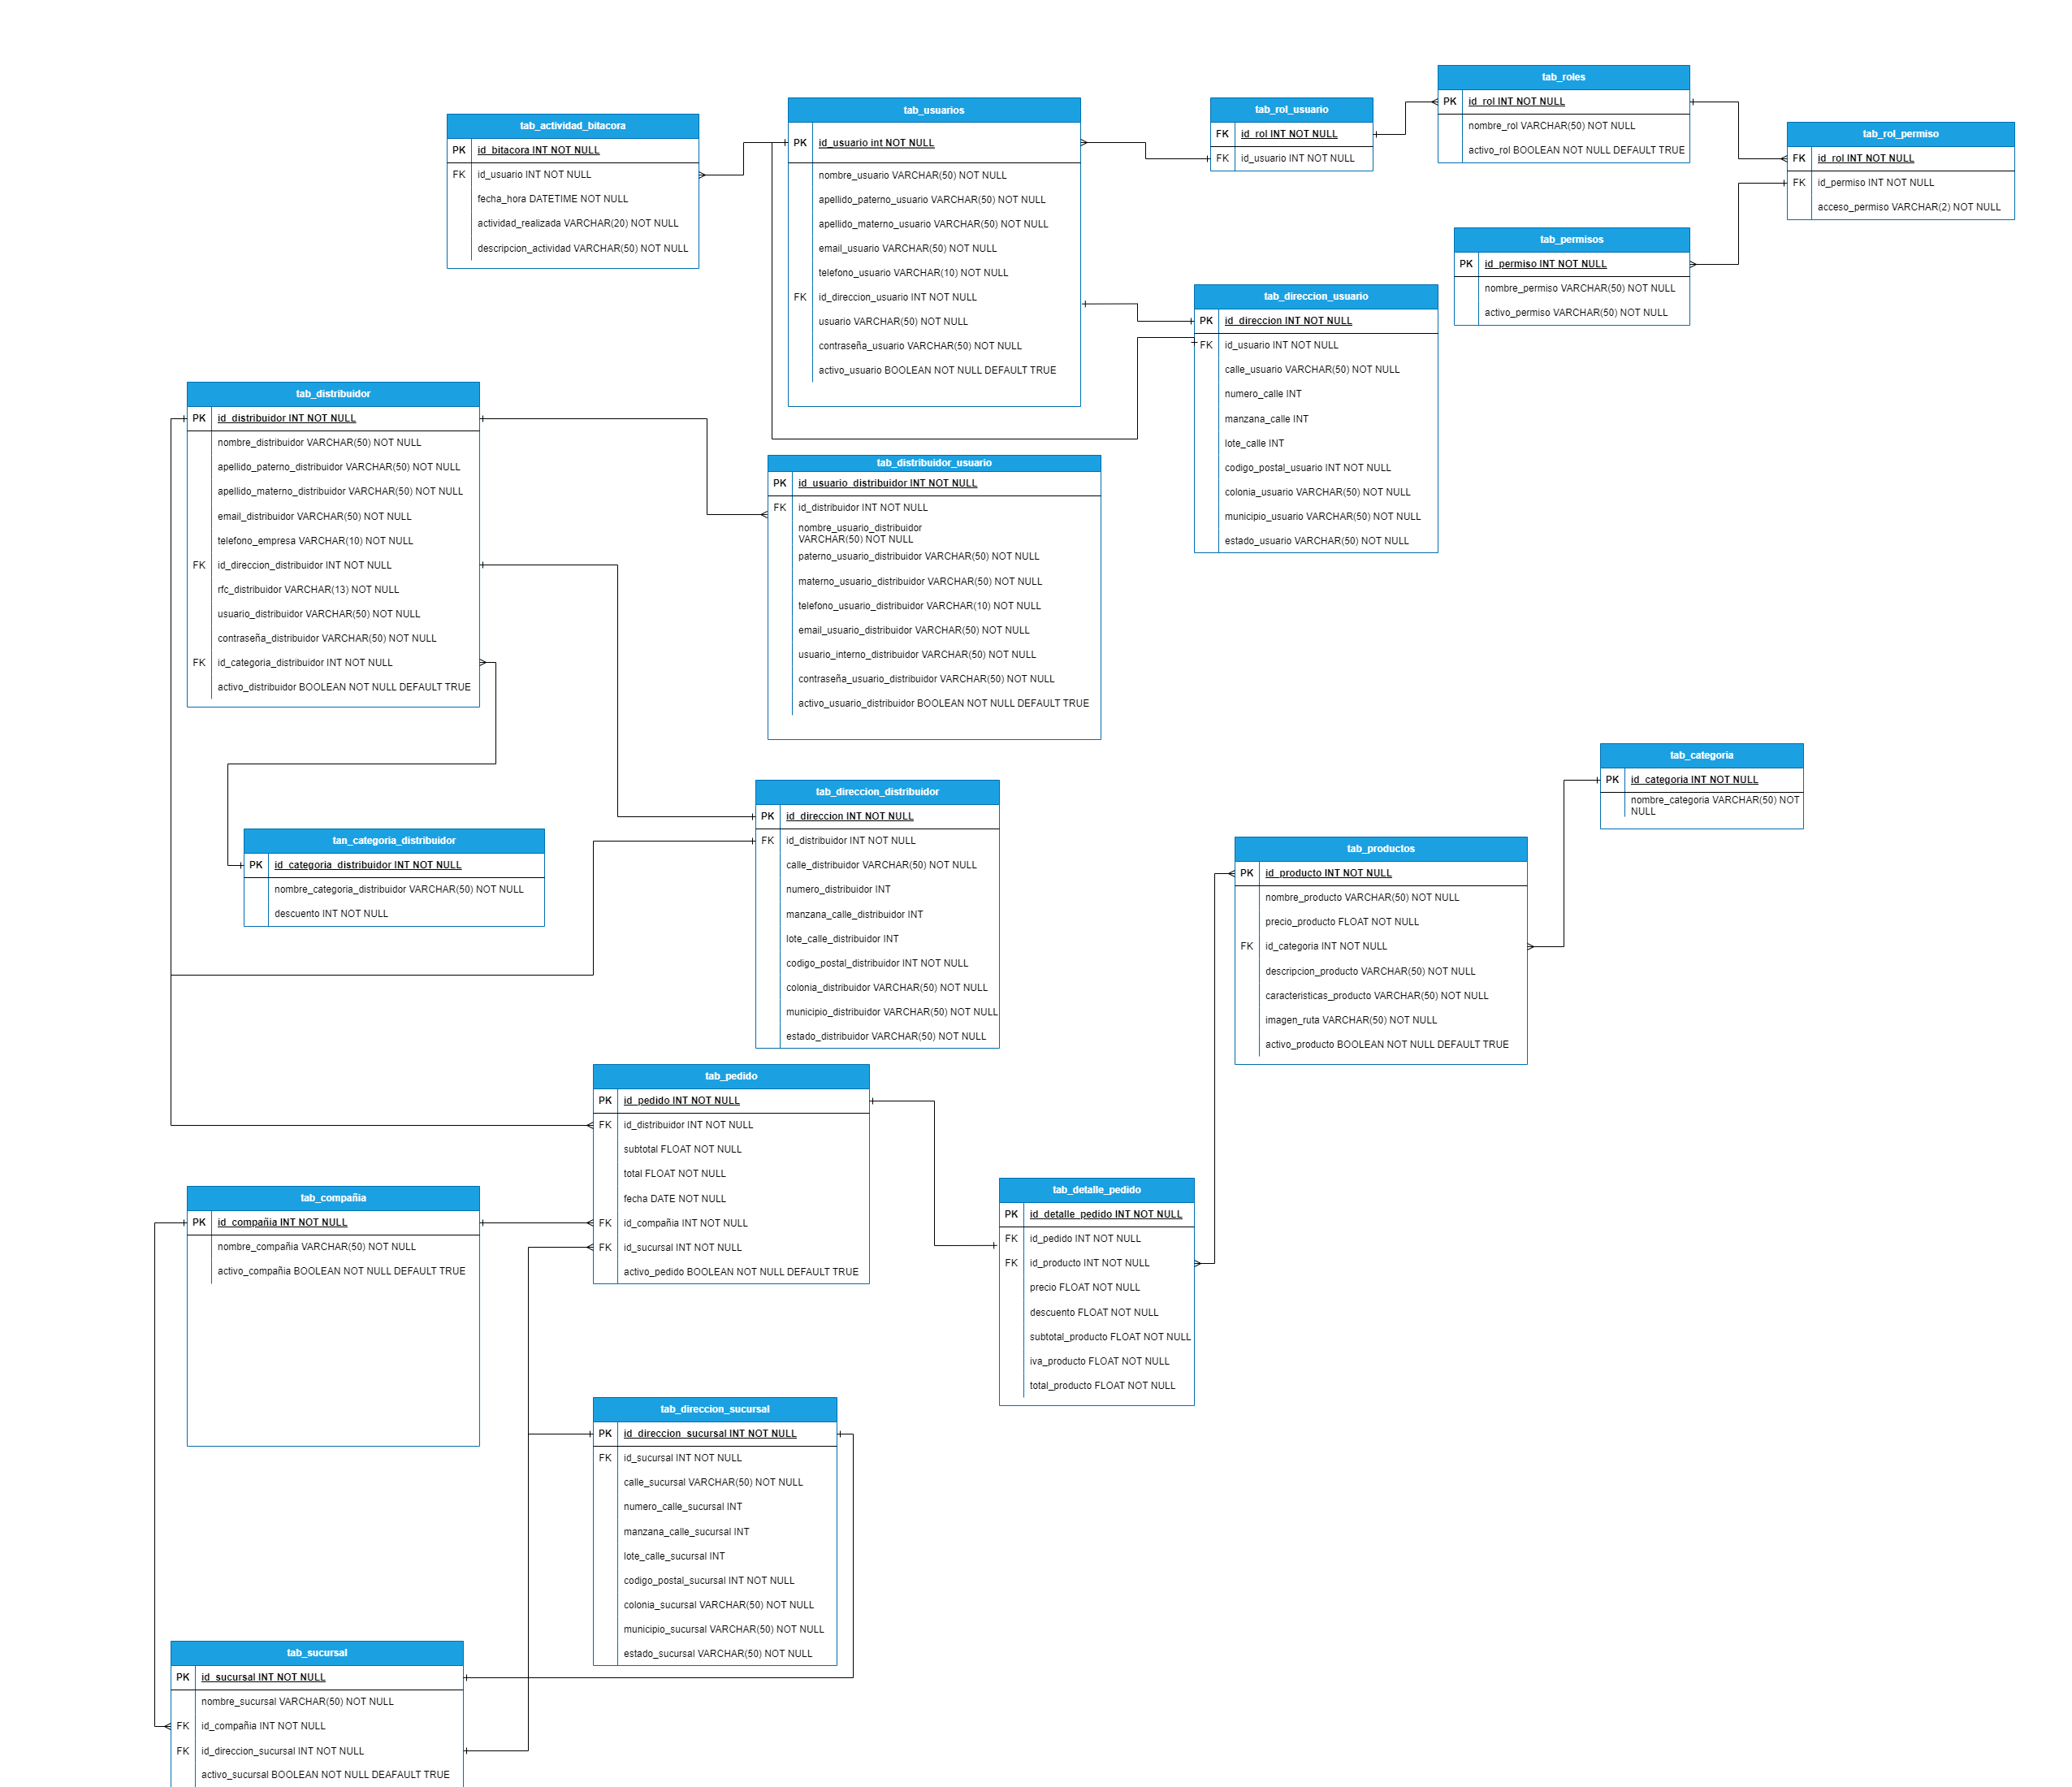 tab_roles
PK id_rol INT NOT NULL
nombre_rol VARCHAR(50) NOT NULL
activo_rol BOOLEAN NOT NULL DEFAULT TRUE
tab_usuarios
PK id_usuario int NOT NULL
nombre_usuario VARCHAR(50) NOT NULL
apellido_paterno_usuario VARCHAR(50) NOT NULL
apellido_materno_usuario VARCHAR(50) NOT NULL
email_usuario VARCHAR(50) NOT NULL
telefono_usuario VARCHAR(10) NOT NULL
FK id_direccion_usuario INT NOT NULL
usuario VARCHAR(50) NOT NULL
contraseña_usuario VARCHAR(50) NOT NULL
activo_usuario BOOLEAN NOT NULL DEFAULT TRUE
tab_rol_usuario
FK id_rol INT NOT NULL
FK id_usuario INT NOT NULL
tab_actividad_bitacora
PK id_bitacora INT NOT NULL
FK id_usuario INT NOT NULL
fecha_hora DATETIME NOT NULL
actividad_realizada VARCHAR(20) NOT NULL
descripcion_actividad VARCHAR(50) NOT NULL
tab_rol_permiso
FK id_rol INT NOT NULL
FK id_permiso INT NOT NULL
acceso_permiso VARCHAR(2) NOT NULL
tab_permisos
PK id_permiso INT NOT NULL
nombre_permiso VARCHAR(50) NOT NULL
activo_permiso VARCHAR(50) NOT NULL
tab_direccion_usuario
PK id_direccion INT NOT NULL
FK id_usuario INT NOT NULL
calle_usuario VARCHAR(50) NOT NULL
numero_calle INT
manzana_calle INT
lote_calle INT
codigo_postal_usuario INT NOT NULL
colonia_usuario VARCHAR(50) NOT NULL
municipio_usuario VARCHAR(50) NOT NULL
estado_usuario VARCHAR(50) NOT NULL
tab_distribuidor
PK id_distribuidor INT NOT NULL
nombre_distribuidor VARCHAR(50) NOT NULL
apellido_paterno_distribuidor VARCHAR(50) NOT NULL
apellido_materno_distribuidor VARCHAR(50) NOT NULL
email_distribuidor VARCHAR(50) NOT NULL
telefono_empresa VARCHAR(10) NOT NULL
FK id_direccion_distribuidor INT NOT NULL
rfc_distribuidor VARCHAR(13) NOT NULL
usuario_distribuidor VARCHAR(50) NOT NULL
contraseña_distribuidor VARCHAR(50) NOT NULL
FK id_categoria_distribuidor INT NOT NULL
activo_distribuidor BOOLEAN NOT NULL DEFAULT TRUE
tab_distribuidor_usuario
PK id_usuario_distribuidor INT NOT NULL
FK id_distribuidor INT NOT NULL
nombre_usuario_distribuidor
VARCHAR(50) NOT NULL
paterno_usuario_distribuidor VARCHAR(50) NOT NULL
materno_usuario_distribuidor VARCHAR(50) NOT NULL
telefono_usuario_distribuidor VARCHAR(10) NOT NULL
email_usuario_distribuidor VARCHAR(50) NOT NULL
usuario_interno_distribuidor VARCHAR(50) NOT NULL
contraseña_usuario_distribuidor VARCHAR(50) NOT NULL
activo_usuario_distribuidor BOOLEAN NOT NULL DEFAULT TRUE
tab_categoria
PK id_categoria INT NOT NULL
nombre_categoria VARCHAR(50) NOT
NULL
tab_direccion_distribuidor
PK id_direccion INT NOT NULL
FK id_distribuidor INT NOT NULL
calle_distribuidor VARCHAR(50) NOT NULL
numero_distribuidor INT
manzana_calle_distribuidor INT
lote_calle_distribuidor INT
codigo_postal_distribuidor INT NOT NULL
colonia_distribuidor VARCHAR(50) NOT NULL
municipio_distribuidor VARCHAR(50) NOT NULL
estado_distribuidor VARCHAR(50) NOT NULL
tan_categoria_distribuidor
PK id_categoria_distribuidor INT NOT NULL
nombre_categoria_distribuidor VARCHAR(50) NOT NULL
descuento INT NOT NULL
tab_productos
PK id_producto INT NOT NULL
nombre_producto VARCHAR(50) NOT NULL
precio_producto FLOAT NOT NULL
FK id_categoria INT NOT NULL
descripcion_producto VARCHAR(50) NOT NULL
caracteristicas_producto VARCHAR(50) NOT NULL
imagen_ruta VARCHAR(50) NOT NULL
activo_producto BOOLEAN NOT NULL DEFAULT TRUE
tab_pedido
PK id_pedido INT NOT NULL
FK id_distribuidor INT NOT NULL
subtotal FLOAT NOT NULL
total FLOAT NOT NULL
fecha DATE NOT NULL
FK id_compañia INT NOT NULL
FK id_sucursal INT NOT NULL
activo_pedido BOOLEAN NOT NULL DEFAULT TRUE
tab_compañia
PK id_compañia INT NOT NULL
nombre_compañia VARCHAR(50) NOT NULL
activo_compañia BOOLEAN NOT NULL DEFAULT TRUE
tab_detalle_pedido
PK id_detalle_pedido INT NOT NULL
FK id_pedido INT NOT NULL
FK id_producto INT NOT NULL
precio FLOAT NOT NULL
descuento FLOAT NOT NULL
subtotal_producto FLOAT NOT NULL
iva_producto FLOAT NOT NULL
total_producto FLOAT NOT NULL
tab_direccion_sucursal
PK id_direccion_sucursal INT NOT NULL
FK id_sucursal INT NOT NULL
calle_sucursal VARCHAR(50) NOT NULL
numero_calle_sucursal INT
manzana_calle_sucursal INT
lote_calle_sucursal INT
codigo_postal_sucursal INT NOT NULL
colonia_sucursal VARCHAR(50) NOT NULL
municipio_sucursal VARCHAR(50) NOT NULL
estado_sucursal VARCHAR(50) NOT NULL
tab_sucursal
PK id_sucursal INT NOT NULL
nombre_sucursal VARCHAR(50) NOT NULL
FK id_compañia INT NOT NULL
FK id_direccion_sucursal INT NOT NULL
activo_sucursal BOOLEAN NOT NULL DEAFAULT TRUE